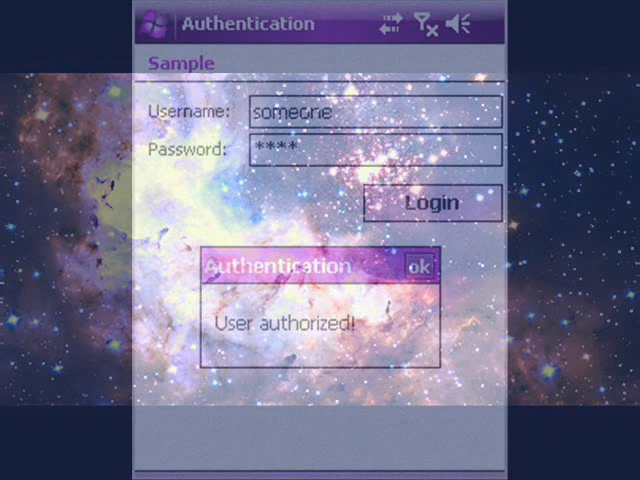 Authentication
Sample
Username: someone
Password: ****
Login
Authentication ok
User authorized!